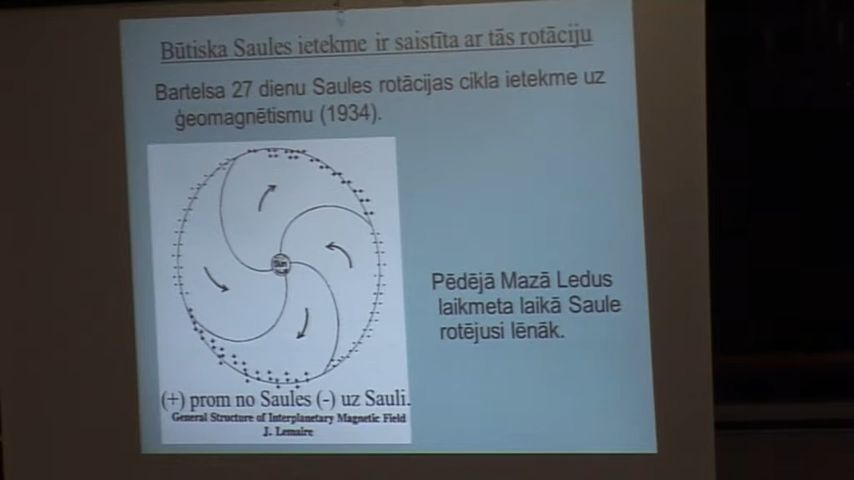 Būtiska Saules ietekme ir saistīta ar tās rotāciju
Bartelsa 27 dienu Saules rotācijas cikla ietekme uz
ģeomagnētismu (1934).
Sun
Pēdējā Mazā Ledus
laikmeta laikā Saule
rotējusi lēnāk.
(+) prom no Saules (-) uz Sauli.
General Structure of Interplanetary Magnetic Field
J. Lemaire